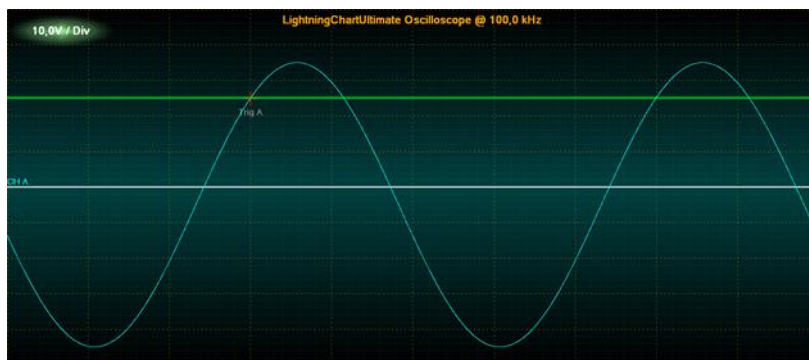 LightningChartUltimate Oscilloscope @ 100,0 kHz
10,0V / Div
Trig A
CH A